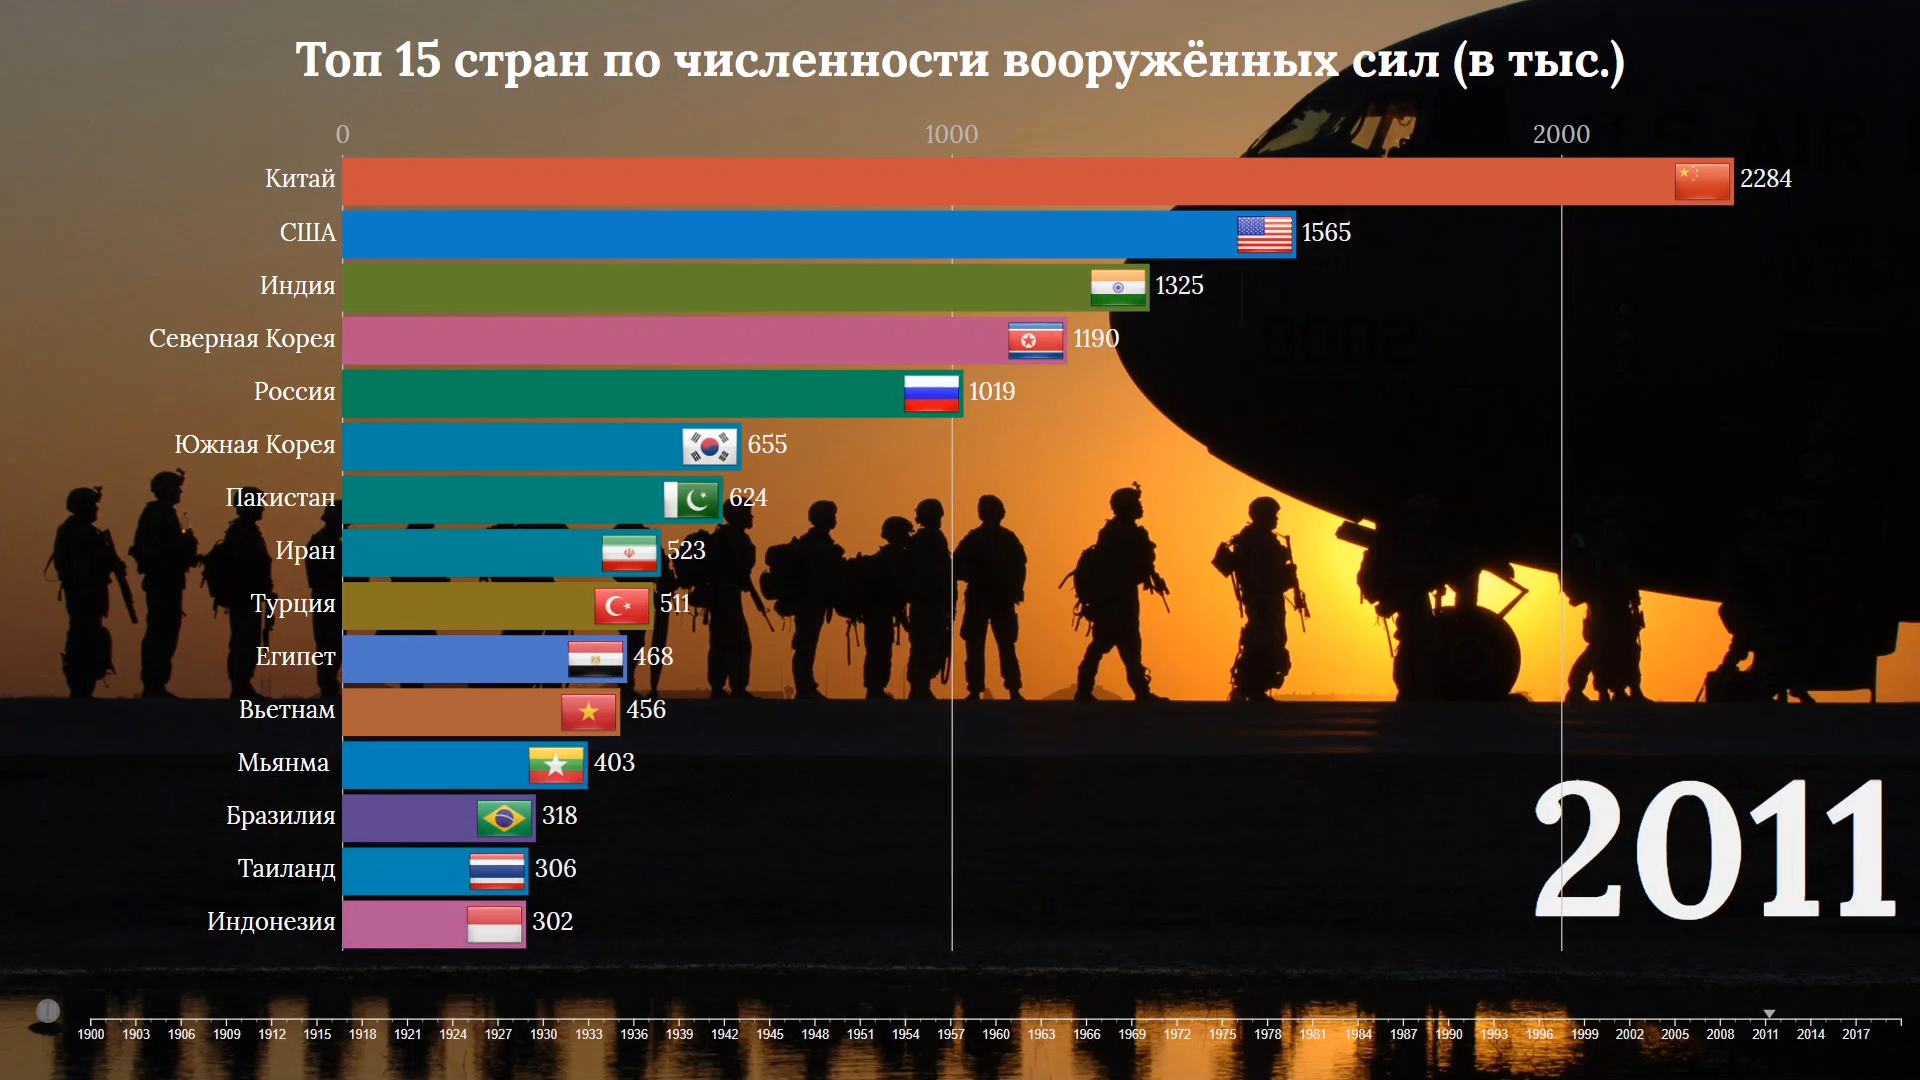 Топ 15 стран по численности вооружённых сил (в тыс.)
0 1000 2000
Китай 2284
США 1565
Индия 1325
Северная Корея 1190
Россия 1019
Южная Корея 655
Пакистан 624
Иран 523
Турция 511
Египет 468
Вьетнам 456
Мьянма 403
Бразилия 318
Таиланд 306
Индонезия 302
2011
1900 1903 1906 1909 1912 1915 1918 1921 1924 1927 1930 1933 1936 1939 1942 1945 1948 1951 1954 1957 1960 1963 1966 1969 1972 1975 1978 1981 1984 1987 1990 1993 1996 1999 2002 2005 2008 2011 2014 2017